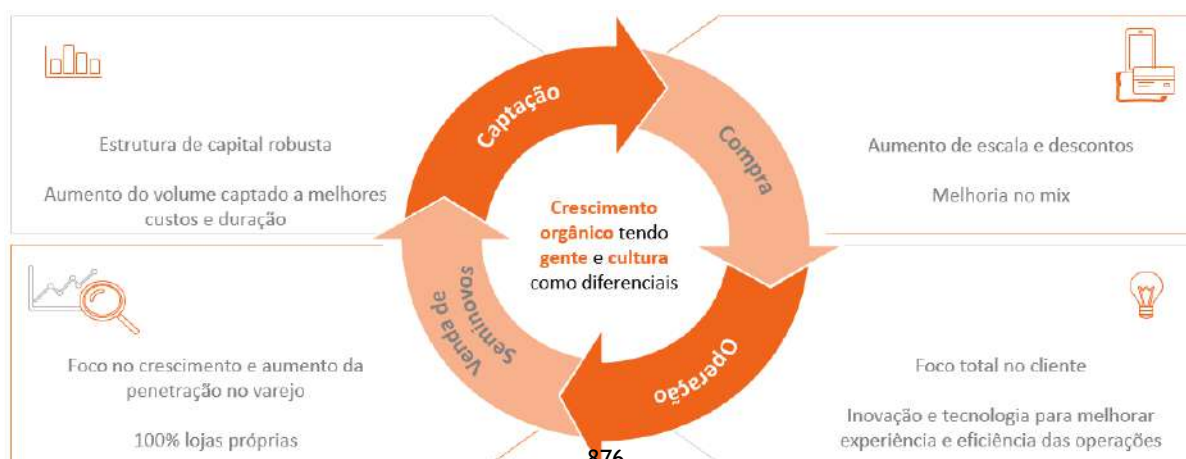 Captação
Compra
Operação
Venda de
Seminovos
Crescimento
orgânico tendo
gente e cultura
como diferenciais
Estrutura de capital robusta
Aumento do volume captado a melhores
custos e duração
Aumento de escala e descontos
Melhoria no mix
Foco no crescimento e aumento da
penetração no varejo
100% lojas próprias
Foco total no cliente
Inovação e tecnologia para melhorar
experiência e eficiência das operações
876